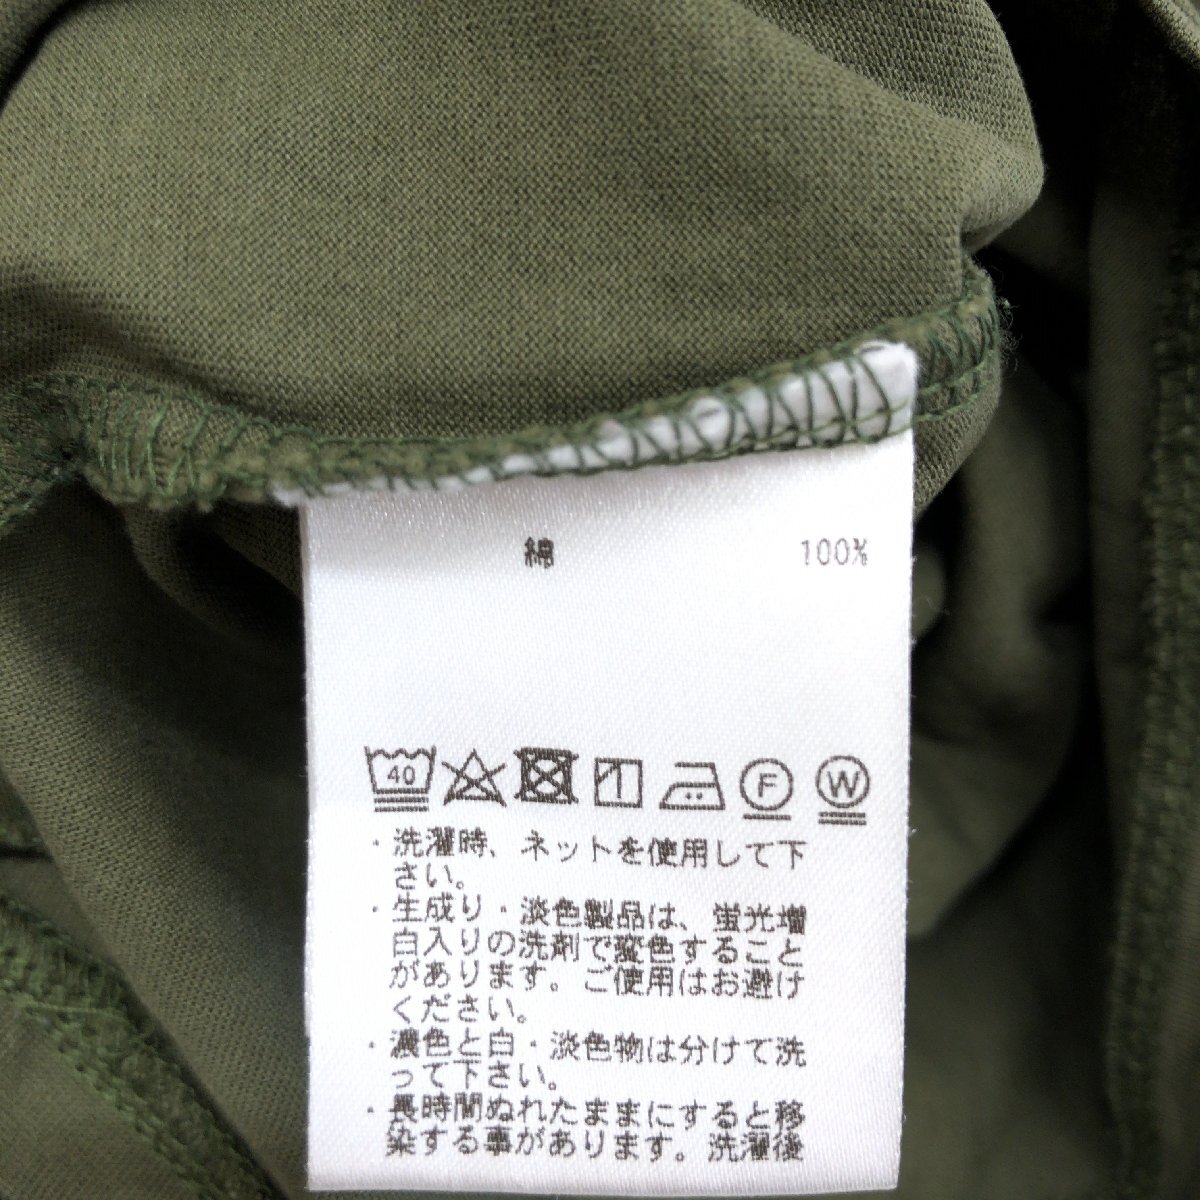 綿 100%
40 F W
・洗濯時、ネットを使用して下
さい。
・生成り・淡色製品は、蛍光増
白入りの洗剤で変色すること
があります。ご使用はお避け
ください。
・濃色と白・淡色物は分けて洗
って下さい。
・長時間ぬれたままにすると移
染する事があります。洗濯後